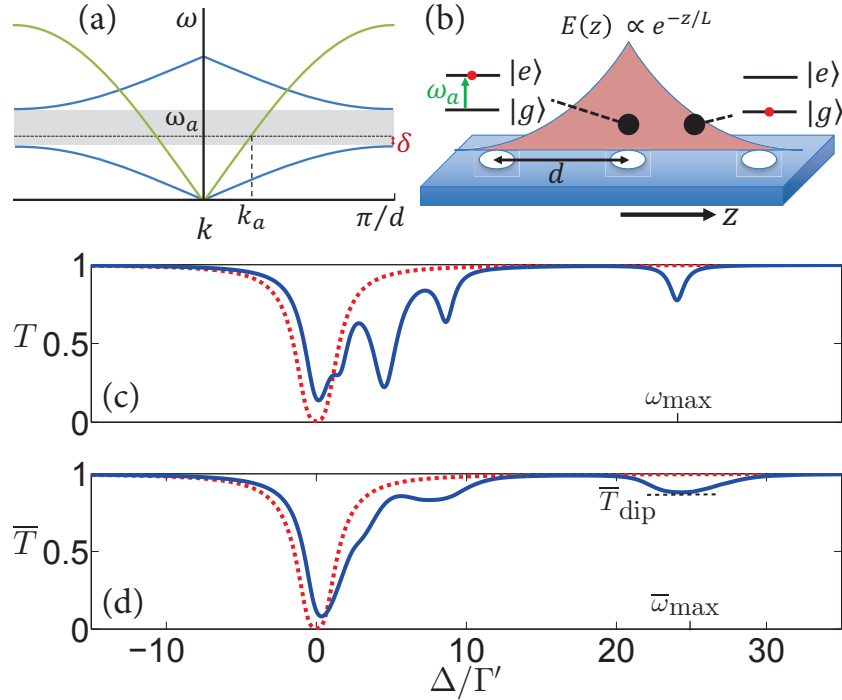 (a)
ω
ω_a
δ
k
k_a
π/d
(b)
E(z) ∝ e^{-z/L}
|e⟩
ω_a
|g⟩
|e⟩
|g⟩
d
z
1
T 0.5
(c)
ω_max
0
1
T̅_dip
T̅ 0.5
(d)
ω̅_max
0
−10 0 10 20 30
Δ/Γ′